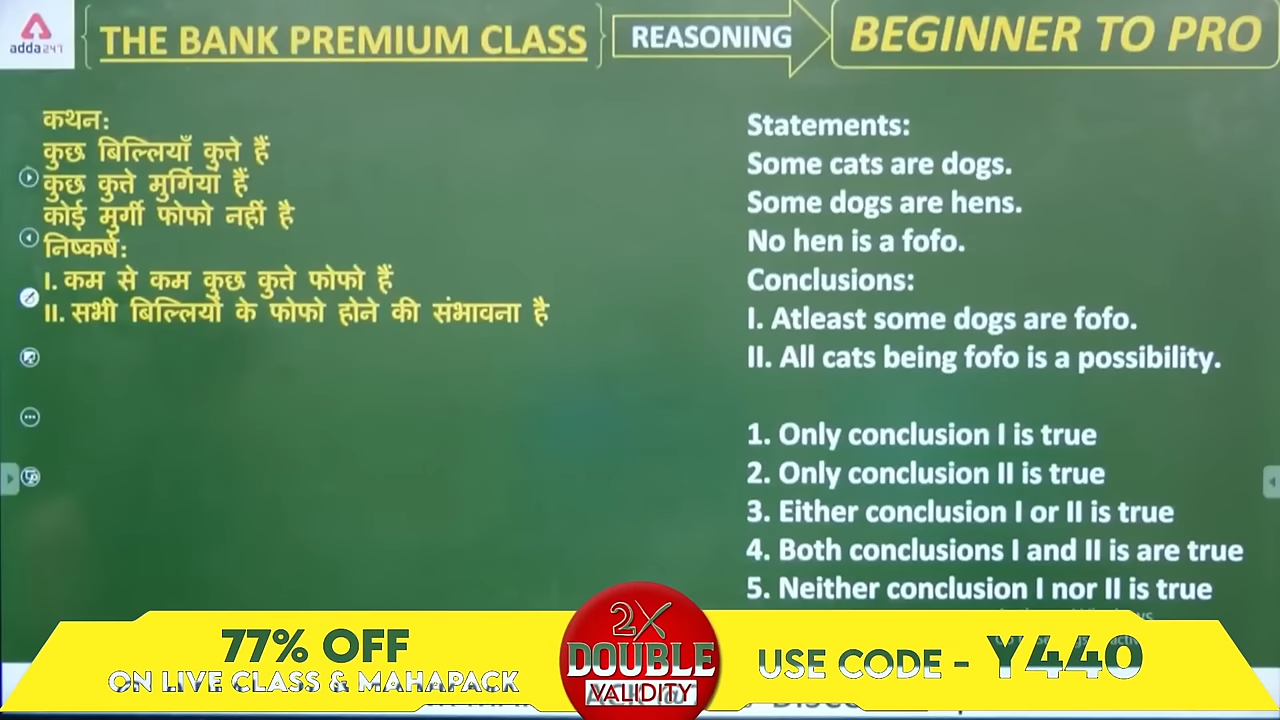 adda247
THE BANK PREMIUM CLASS
REASONING
BEGINNER TO PRO
कथन:
कुछ बिल्लियाँ कुत्ते हैं
कुछ कुत्ते मुर्गियां हैं
कोई मुर्गी फोफो नहीं है
निष्कर्ष:
I. कम से कम कुछ कुत्ते फोफो हैं
II. सभी बिल्लियों के फोफो होने की संभावना है
Statements:
Some cats are dogs.
Some dogs are hens.
No hen is a fofo.
Conclusions:
I. Atleast some dogs are fofo.
II. All cats being fofo is a possibility.
1. Only conclusion I is true
2. Only conclusion II is true
3. Either conclusion I or II is true
4. Both conclusions I and II is are true
5. Neither conclusion I nor II is true
77% OFF
ON LIVE CLASS & MAHAPACK
2X
DOUBLE
VALIDITY
USE CODE - Y440